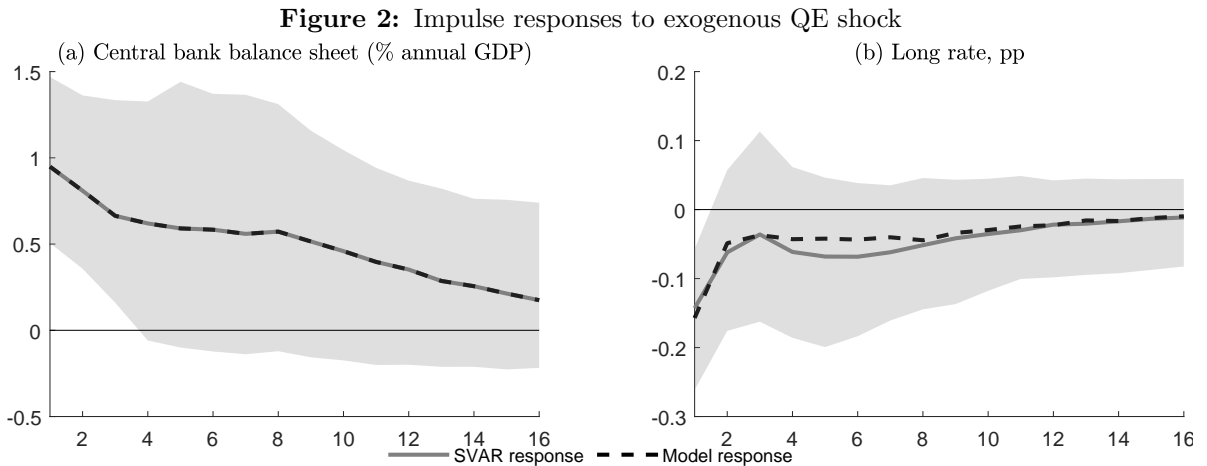 Figure 2: Impulse responses to exogenous QE shock
(a) Central bank balance sheet (% annual GDP)
1.5
1
0.5
0
-0.5
2 4 6 8 10 12 14 16
(b) Long rate, pp
0.2
0.1
0
-0.1
-0.2
-0.3
2 4 6 8 10 12 14 16
SVAR response Model response